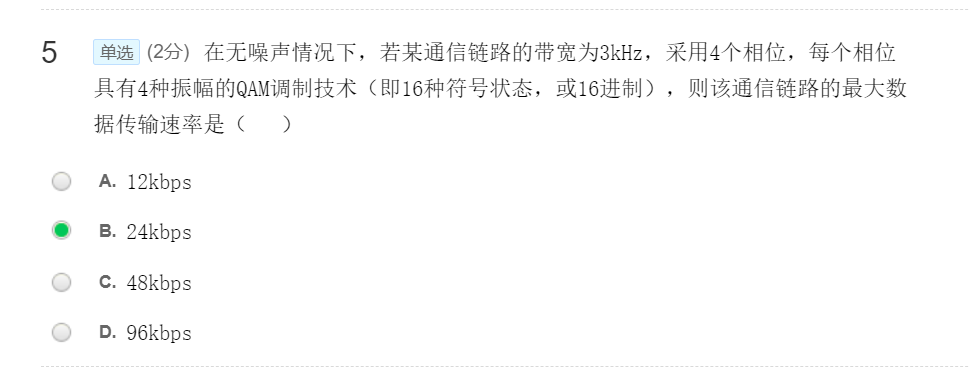 5 单选 (2分) 在无噪声情况下，若某通信链路的带宽为3kHz，采用4个相位，每个相位
具有4种振幅的QAM调制技术（即16种符号状态，或16进制），则该通信链路的最大数
据传输速率是（　　）
A. 12kbps
B. 24kbps
C. 48kbps
D. 96kbps